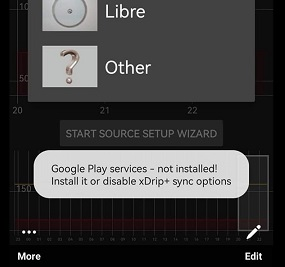 Libre
Other
20 21 22
START SOURCE SETUP WIZARD
Google Play services - not installed!
Install it or disable xDrip+ sync options
150
More Edit